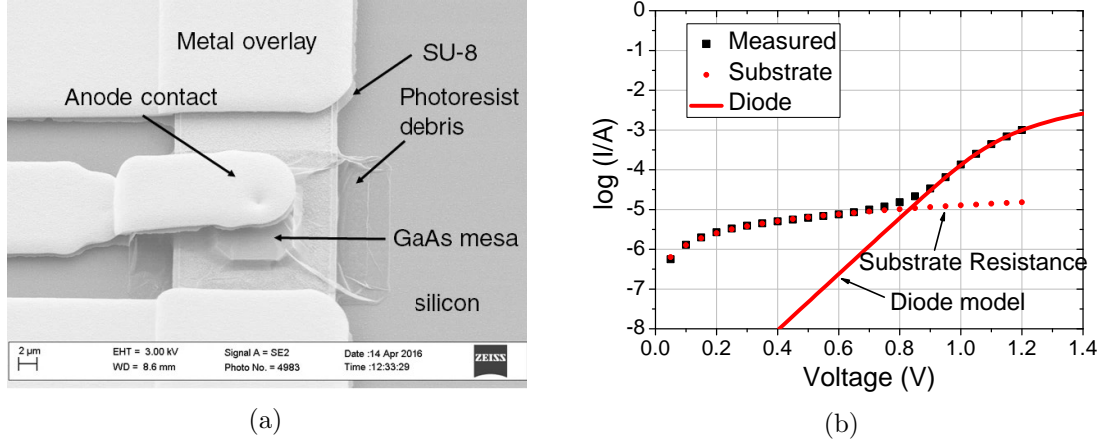 Metal overlay
SU-8
Anode contact
Photoresist
debris
GaAs mesa
silicon
2 µm
EHT = 3.00 kV
Signal A = SE2
Date :14 Apr 2016
WD = 8.6 mm
Photo No. = 4983
Time :12:33:29
ZEISS
(a)
0
-1
-2
-3
-4
-5
-6
-7
-8
log (I/A)
Measured
Substrate
Diode
Substrate Resistance
Diode model
0.0 0.2 0.4 0.6 0.8 1.0 1.2 1.4
Voltage (V)
(b)